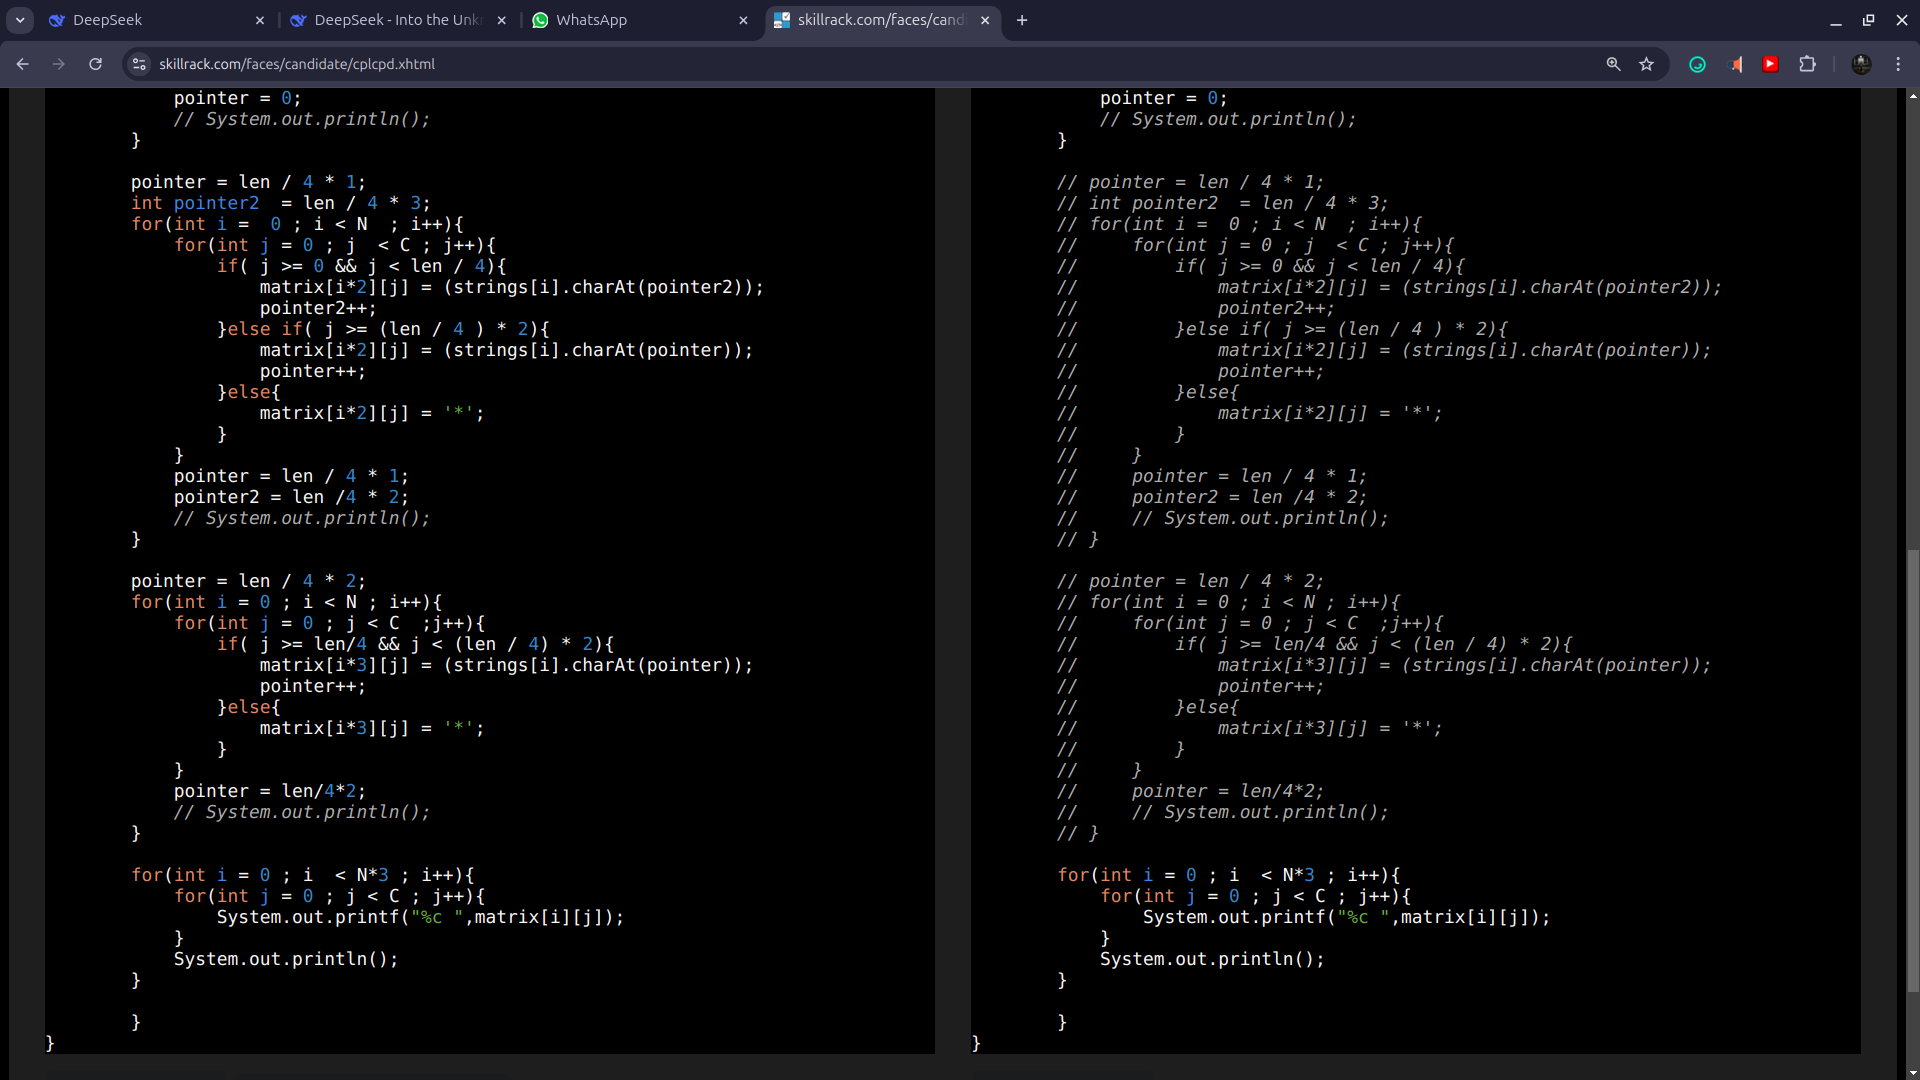 DeepSeek
DeepSeek - Into the Unkn
WhatsApp
skillrack.com/faces/candi
skillrack.com/faces/candidate/cplcpd.xhtml
pointer = 0;
// System.out.println();
}
pointer = len / 4 * 1;
int pointer2  = len / 4 * 3;
for(int i =  0 ; i < N  ; i++){
for(int j = 0 ; j  < C ; j++){
if( j >= 0 && j < len / 4){
matrix[i*2][j] = (strings[i].charAt(pointer2));
pointer2++;
}else if( j >= (len / 4 ) * 2){
matrix[i*2][j] = (strings[i].charAt(pointer));
pointer++;
}else{
matrix[i*2][j] = '*';
}
}
pointer = len / 4 * 1;
pointer2 = len /4 * 2;
// System.out.println();
}
pointer = len / 4 * 2;
for(int i = 0 ; i < N ; i++){
for(int j = 0 ; j < C  ;j++){
if( j >= len/4 && j < (len / 4) * 2){
matrix[i*3][j] = (strings[i].charAt(pointer));
pointer++;
}else{
matrix[i*3][j] = '*';
}
}
pointer = len/4*2;
// System.out.println();
}
for(int i = 0 ; i  < N*3 ; i++){
for(int j = 0 ; j < C ; j++){
System.out.printf("%c ",matrix[i][j]);
}
System.out.println();
}
}
}
pointer = 0;
// System.out.println();
}
// pointer = len / 4 * 1;
// int pointer2  = len / 4 * 3;
// for(int i =  0 ; i < N  ; i++){
//     for(int j = 0 ; j  < C ; j++){
//         if( j >= 0 && j < len / 4){
//             matrix[i*2][j] = (strings[i].charAt(pointer2));
//             pointer2++;
//         }else if( j >= (len / 4 ) * 2){
//             matrix[i*2][j] = (strings[i].charAt(pointer));
//             pointer++;
//         }else{
//             matrix[i*2][j] = '*';
//         }
//     }
//     pointer = len / 4 * 1;
//     pointer2 = len /4 * 2;
//     // System.out.println();
// }
// pointer = len / 4 * 2;
// for(int i = 0 ; i < N ; i++){
//     for(int j = 0 ; j < C  ;j++){
//         if( j >= len/4 && j < (len / 4) * 2){
//             matrix[i*3][j] = (strings[i].charAt(pointer));
//             pointer++;
//         }else{
//             matrix[i*3][j] = '*';
//         }
//     }
//     pointer = len/4*2;
//     // System.out.println();
// }
for(int i = 0 ; i  < N*3 ; i++){
for(int j = 0 ; j < C ; j++){
System.out.printf("%c ",matrix[i][j]);
}
System.out.println();
}
}
}